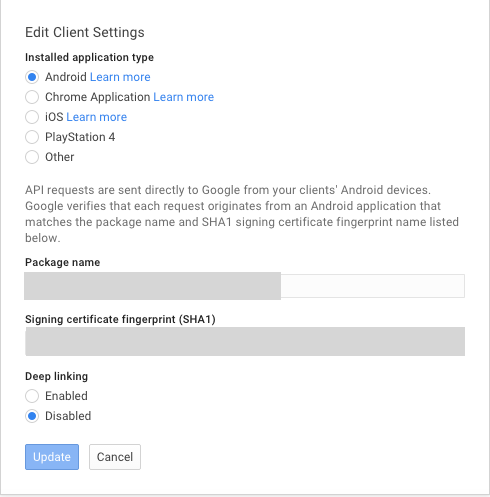 Edit Client Settings
Installed application type
Android Learn more
Chrome Application Learn more
iOS Learn more
PlayStation 4
Other
API requests are sent directly to Google from your clients' Android devices.
Google verifies that each request originates from an Android application that
matches the package name and SHA1 signing certificate fingerprint name listed
below.
Package name
Signing certificate fingerprint (SHA1)
Deep linking
Enabled
Disabled
Update Cancel